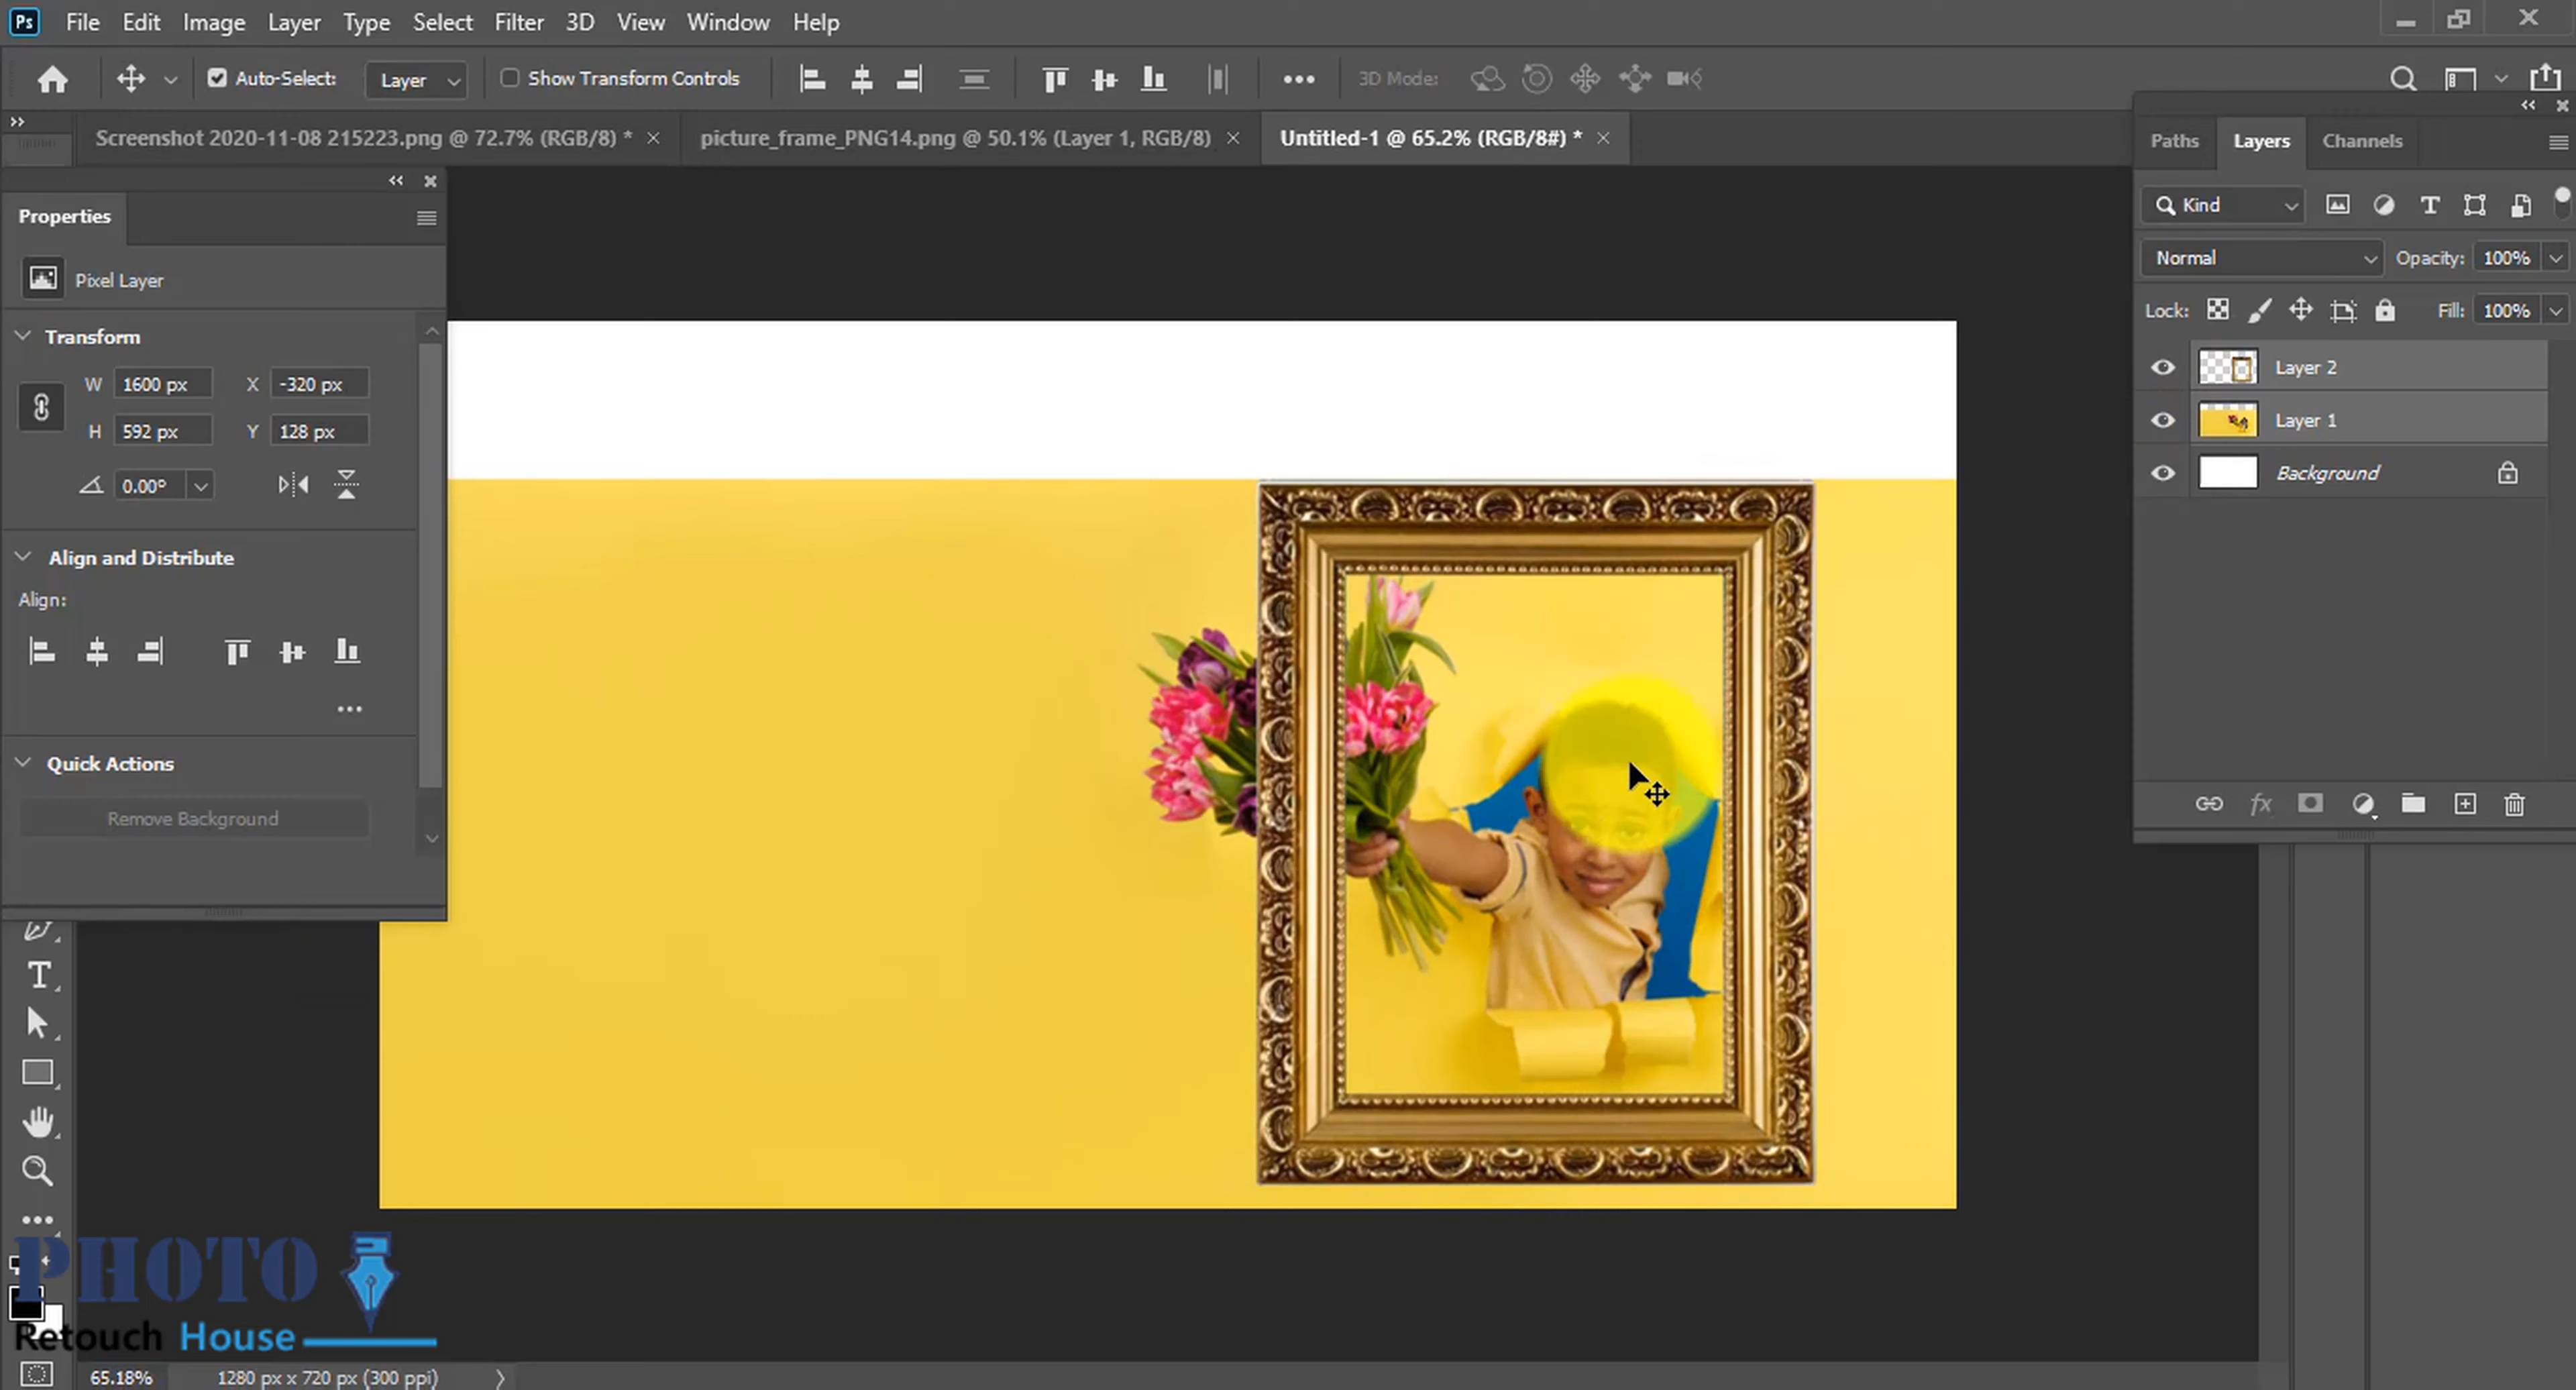 Ps File Edit Image Layer Type Select Filter 3D View Window Help
Auto-Select: Layer Show Transform Controls 3D Mode:
Screenshot 2020-11-08 215223.png @ 72.7% (RGB/8) * picture_frame_PNG14.png @ 50.1% (Layer 1, RGB/8) Untitled-1 @ 65.2% (RGB/8#) *
Properties
Pixel Layer
Transform
W 1600 px X -320 px
H 592 px Y 128 px
0.00°
Align and Distribute
Align:
Quick Actions
Remove Background
Paths Layers Channels
Kind
Normal Opacity: 100%
Lock: Fill: 100%
Layer 2
Layer 1
Background
PHOTO
Retouch House
65.18% 1280 px x 720 px (300 ppi)